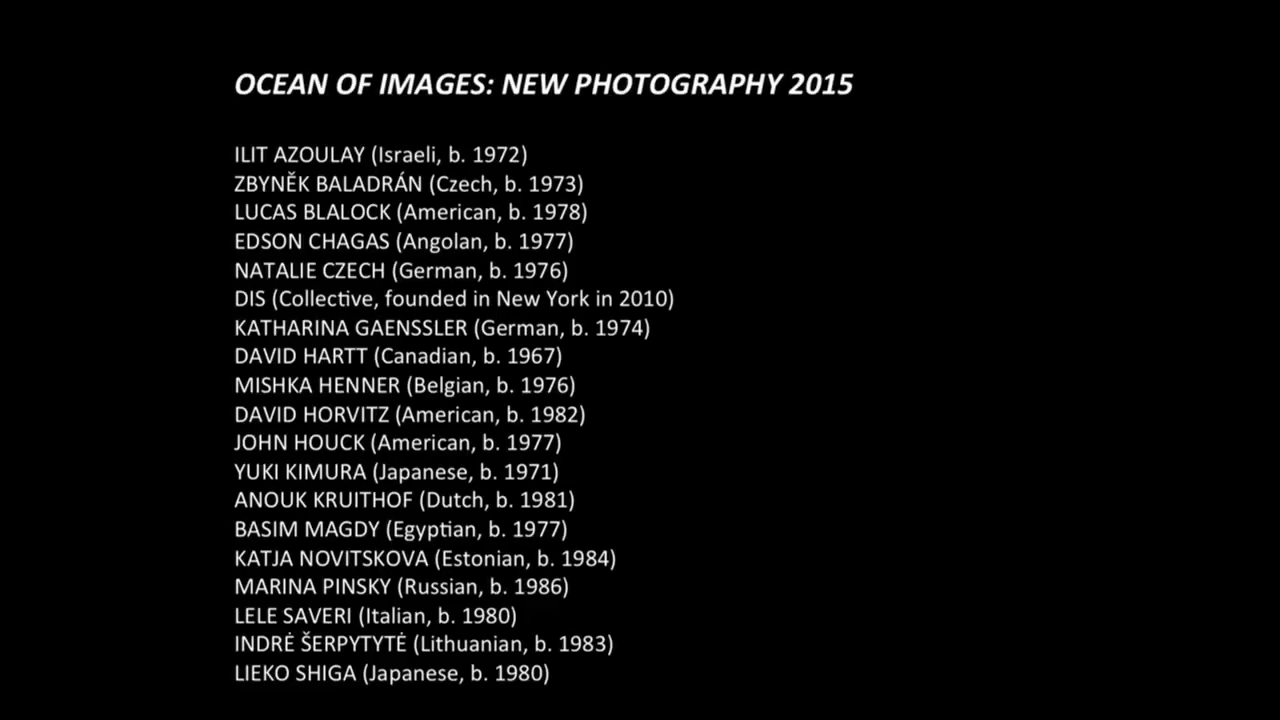 OCEAN OF IMAGES: NEW PHOTOGRAPHY 2015
ILIT AZOULAY (Israeli, b. 1972)
ZBYNĚK BALADRÁN (Czech, b. 1973)
LUCAS BLALOCK (American, b. 1978)
EDSON CHAGAS (Angolan, b. 1977)
NATALIE CZECH (German, b. 1976)
DIS (Collective, founded in New York in 2010)
KATHARINA GAENSSLER (German, b. 1974)
DAVID HARTT (Canadian, b. 1967)
MISHKA HENNER (Belgian, b. 1976)
DAVID HORVITZ (American, b. 1982)
JOHN HOUCK (American, b. 1977)
YUKI KIMURA (Japanese, b. 1971)
ANOUK KRUITHOF (Dutch, b. 1981)
BASIM MAGDY (Egyptian, b. 1977)
KATJA NOVITSKOVA (Estonian, b. 1984)
MARINA PINSKY (Russian, b. 1986)
LELE SAVERI (Italian, b. 1980)
INDRĖ ŠERPYTYTĖ (Lithuanian, b. 1983)
LIEKO SHIGA (Japanese, b. 1980)